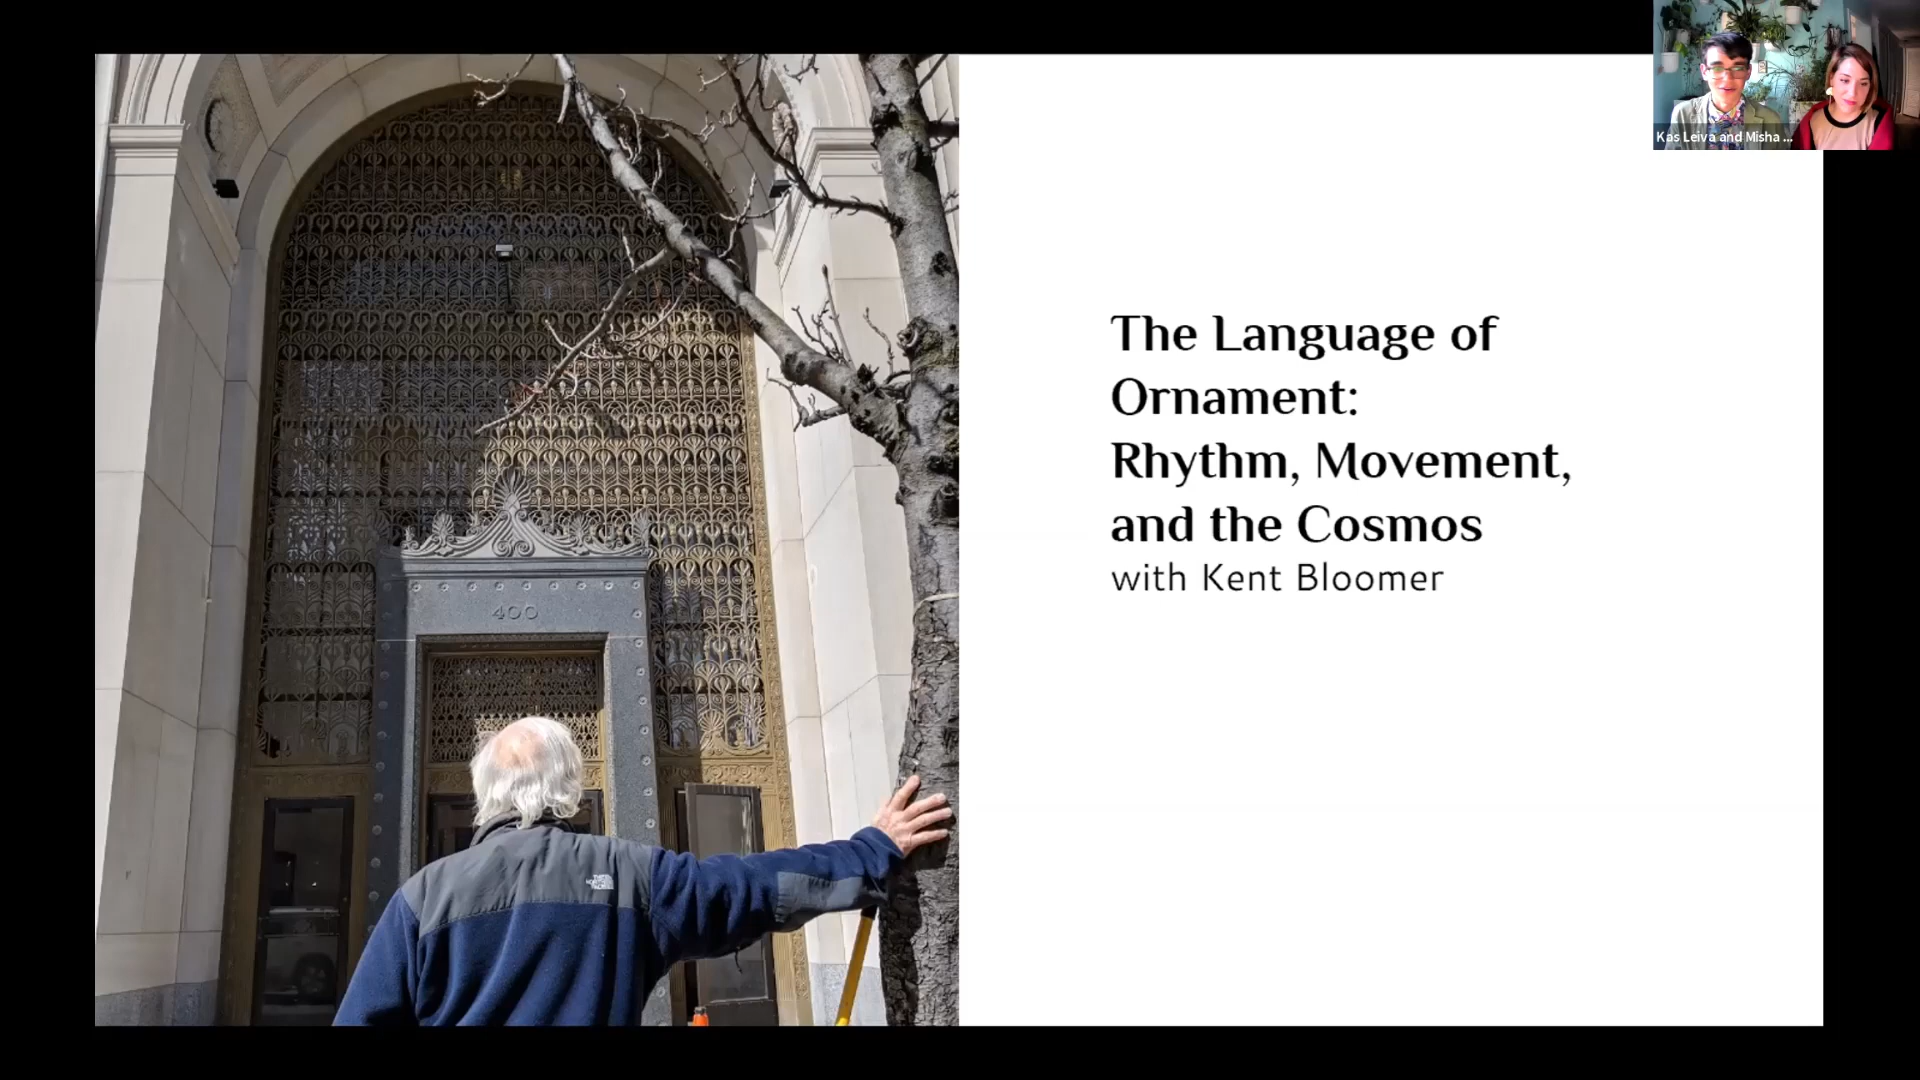 Kas Leiva and Misha ...
The Language of
Ornament:
Rhythm, Movement,
and the Cosmos
with Kent Bloomer
400
THE
NORTH
FACE